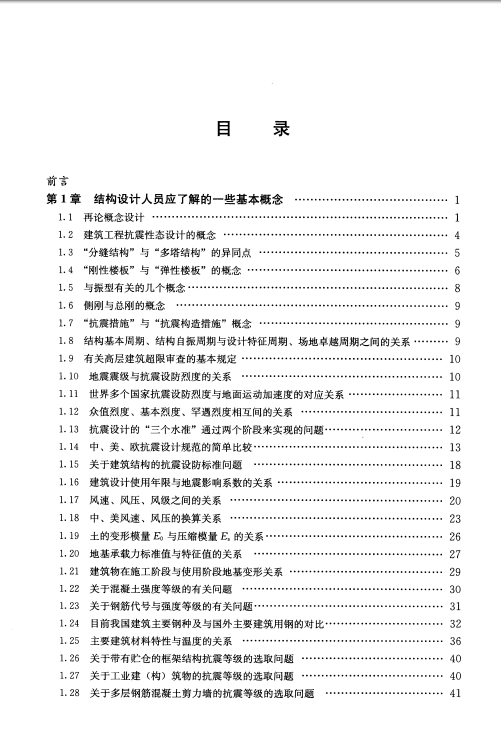 目 录
前言
第1章 结构设计人员应了解的一些基本概念 ………………………………… 1
1.1 再论概念设计 ………………………………………………………………… 1
1.2 建筑工程抗震性态设计的概念 ……………………………………………… 4
1.3 “分缝结构”与“多塔结构”的异同点 ………………………………………… 5
1.4 “刚性楼板”与“弹性楼板”的概念 …………………………………………… 6
1.5 与振型有关的几个概念 ……………………………………………………… 8
1.6 侧刚与总刚的概念 …………………………………………………………… 9
1.7 “抗震措施”与“抗震构造措施”概念 ………………………………………… 9
1.8 结构基本周期、结构自振周期与设计特征周期、场地卓越周期之间的关系 ……… 9
1.9 有关高层建筑超限审查的基本规定 ………………………………………… 10
1.10 地震震级与抗震设防烈度的关系 ………………………………………… 10
1.11 世界多个国家抗震设防烈度与地面运动加速度的对应关系 …………… 11
1.12 众值烈度、基本烈度、罕遇烈度相互间的关系 ………………………… 11
1.13 抗震设计的“三个水准”通过两个阶段来实现的问题 …………………… 12
1.14 中、美、欧抗震设计规范的简单比较 …………………………………… 13
1.15 关于建筑结构的抗震设防标准问题 ……………………………………… 18
1.16 建筑设计使用年限与地震影响系数的关系 ……………………………… 19
1.17 风速、风压、风级之间的关系 …………………………………………… 20
1.18 中、美风速、风压的换算关系 …………………………………………… 23
1.19 土的变形模量 E₀ 与压缩模量 Eₛ 的关系 ………………………………… 26
1.20 地基承载力标准值与特征值的关系 ……………………………………… 27
1.21 建筑物在施工阶段与使用阶段地基变形关系 …………………………… 29
1.22 关于混凝土强度等级的有关问题 ………………………………………… 30
1.23 关于钢筋代号与强度等级的有关问题 …………………………………… 31
1.24 目前我国建筑主要钢种及与国外主要建筑用钢的对比 ………………… 32
1.25 主要建筑材料特性与温度的关系 ………………………………………… 36
1.26 关于带有贮仓的框架结构抗震等级的选取问题 ………………………… 40
1.27 关于工业建（构）筑物的抗震等级的选取问题 ………………………… 40
1.28 关于多层钢筋混凝土剪力墙的抗震等级的选取问题 …………………… 41